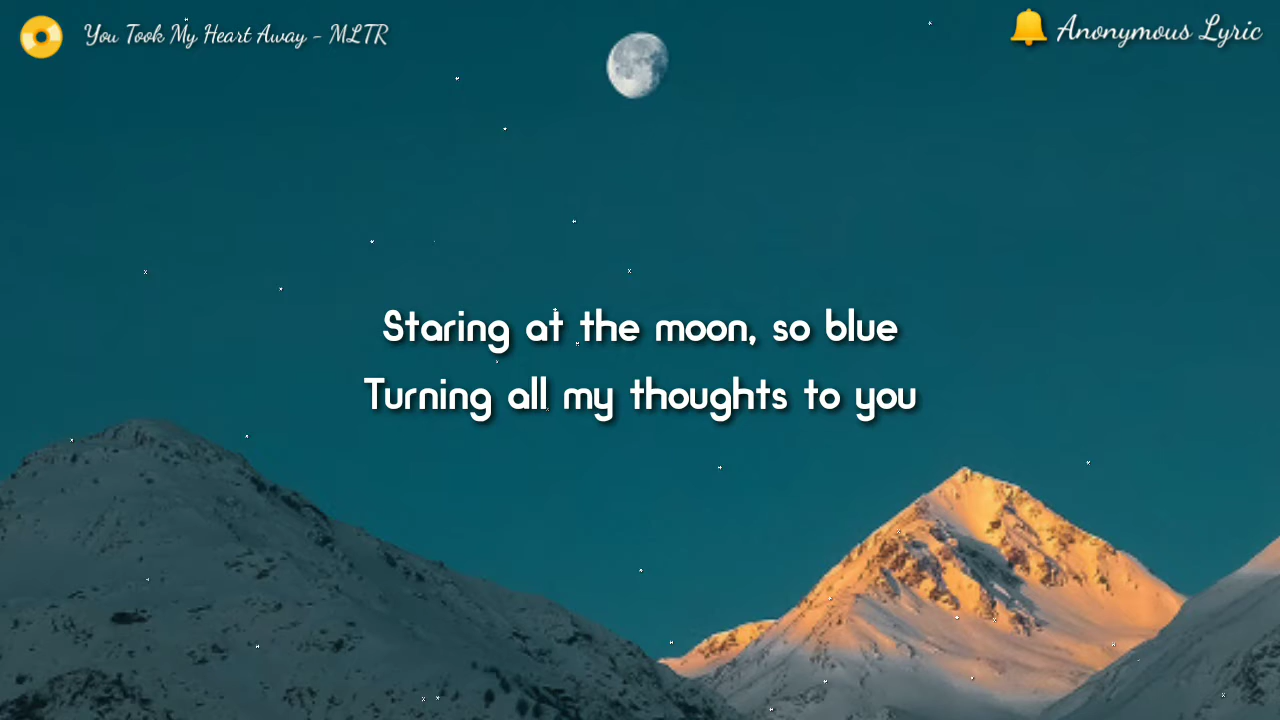 You Took My Heart Away - MLTR
Anonymous Lyric
Staring at the moon, so blue
Turning all my thoughts to you